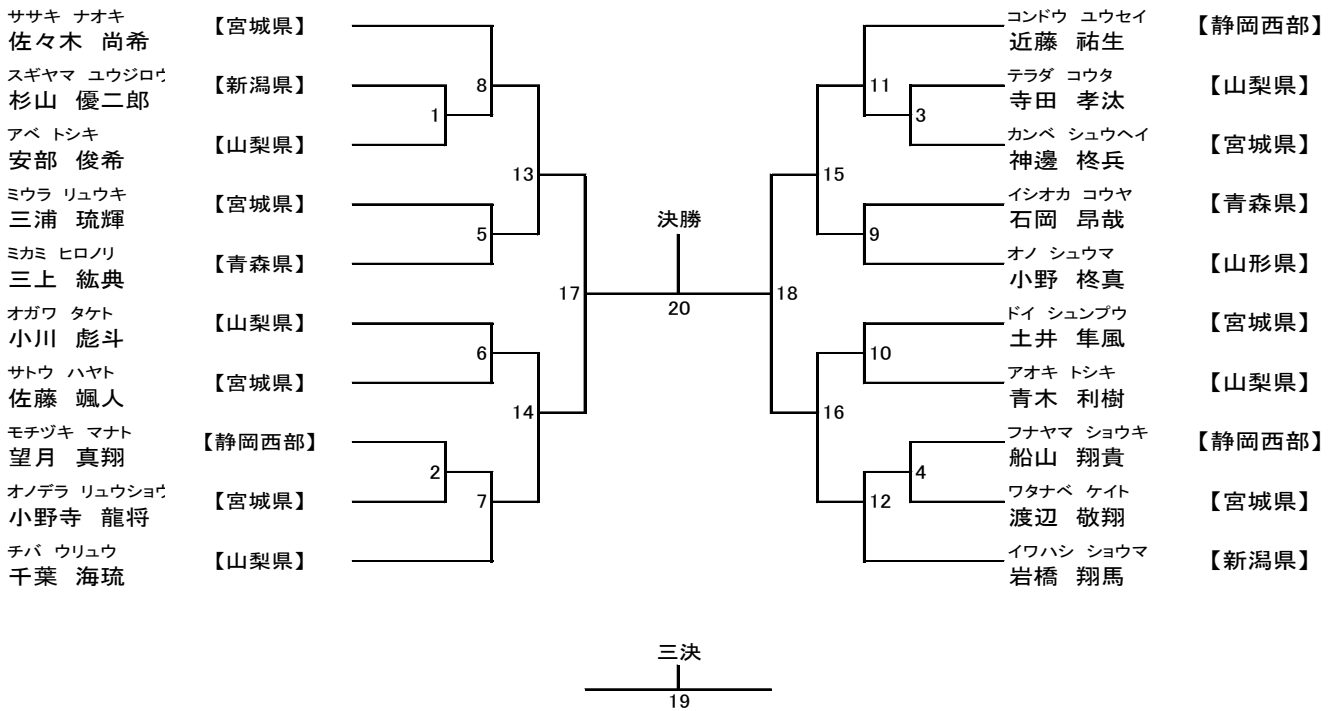 ササキ ナオキ
佐々木 尚希 【宮城県】
スギヤマ ユウジロウ
杉山 優二郎 【新潟県】
アベ トシキ
安部 俊希 【山梨県】
ミウラ リュウキ
三浦 琉輝 【宮城県】
ミカミ ヒロノリ
三上 紘典 【青森県】
オガワ タケト
小川 彪斗 【山梨県】
サトウ ハヤト
佐藤 颯人 【宮城県】
モチヅキ マナト
望月 真翔 【静岡西部】
オノデラ リュウショウ
小野寺 龍将 【宮城県】
チバ ウリュウ
千葉 海琉 【山梨県】
8
1
13
5
17
6
14
2
7
決勝
20
11
3
15
9
18
10
16
4
12
コンドウ ユウセイ
近藤 祐生 【静岡西部】
テラダ コウタ
寺田 孝汰 【山梨県】
カンベ シュウヘイ
神邊 柊兵 【宮城県】
イシオカ コウヤ
石岡 昂哉 【青森県】
オノ シュウマ
小野 柊真 【山形県】
ドイ シュンプウ
土井 隼風 【宮城県】
アオキ トシキ
青木 利樹 【山梨県】
フナヤマ ショウキ
船山 翔貴 【静岡西部】
ワタナベ ケイト
渡辺 敬翔 【宮城県】
イワハシ ショウマ
岩橋 翔馬 【新潟県】
三決
19